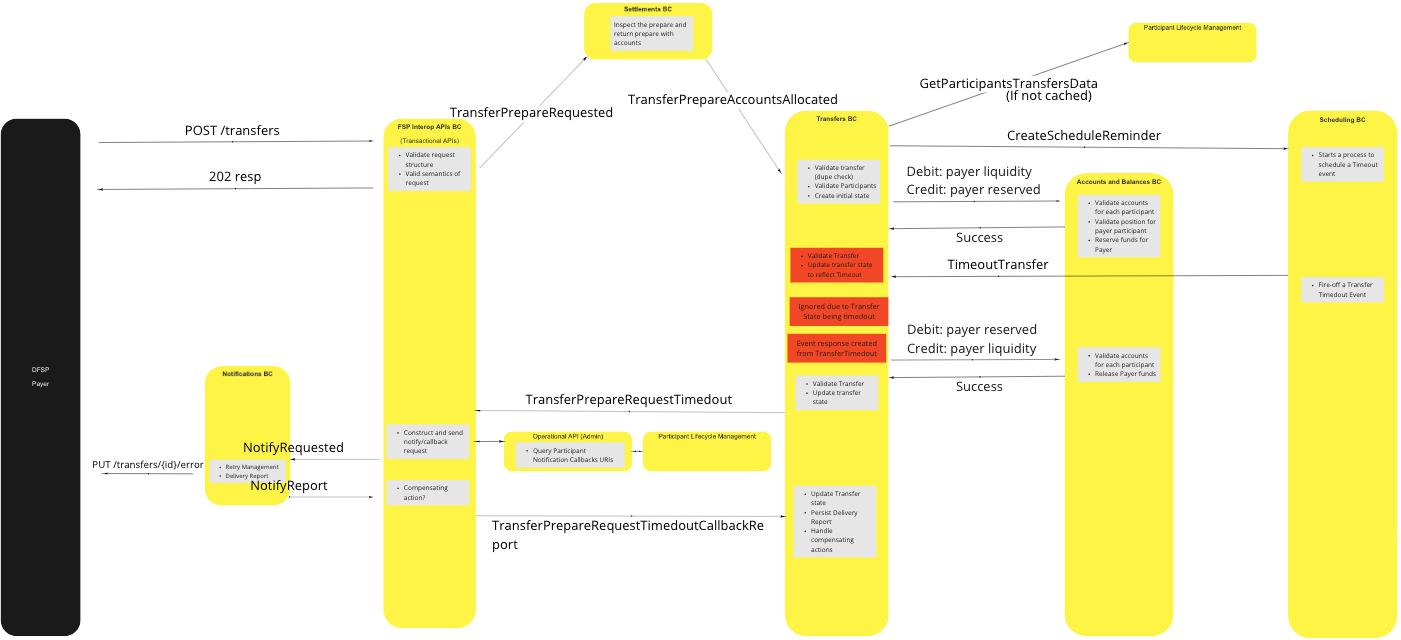 Settlements BC
Inspect the prepare and
return prepare with
accounts
Participant Lifecycle Management
GetParticipantsTransfersData
(If not cached)
TransferPrepareRequested
TransferPrepareAccountsAllocated
POST /transfers
202 resp
FSP Interop APIs BC
(Transactional APIs)
• Validate request
structure
• Valid semantics of
request
Transfers BC
• Validate transfer
(dupe check)
• Validate Participants
• Create initial state
CreateScheduleReminder
Scheduling BC
• Starts a process to
schedule a Timeout
event
Debit: payer liquidity
Credit: payer reserved
Accounts and Balances BC
• Validate accounts
for each participant
• Validate position for
payer participant
• Reserve funds for
Payer
Success
• Validate Transfer
• Update transfer state
to reflect Timeout
TimeoutTransfer
• Fire-off a Transfer
Timedout Event
Ignored due to Transfer
State being timedout
Event response created
from TransferTimedout
Debit: payer reserved
Credit: payer liquidity
• Validate accounts
for each participant
• Release Payer funds
Success
• Validate Transfer
• Update transfer
state
DFSP
Payer
Notifications BC
TransferPrepareRequestTimedout
• Construct and send
notify/callback
request
Operational API (Admin)
• Query Participant
Notification Callbacks URIs
Participant Lifecycle Management
NotifyRequested
PUT /transfers/{id}/error
• Retry Management
• Delivery Report
NotifyReport
• Compensating
action?
• Update Transfer
state
• Persist Delivery
Report
• Handle
compensating
actions
TransferPrepareRequestTimedoutCallbackRe
port